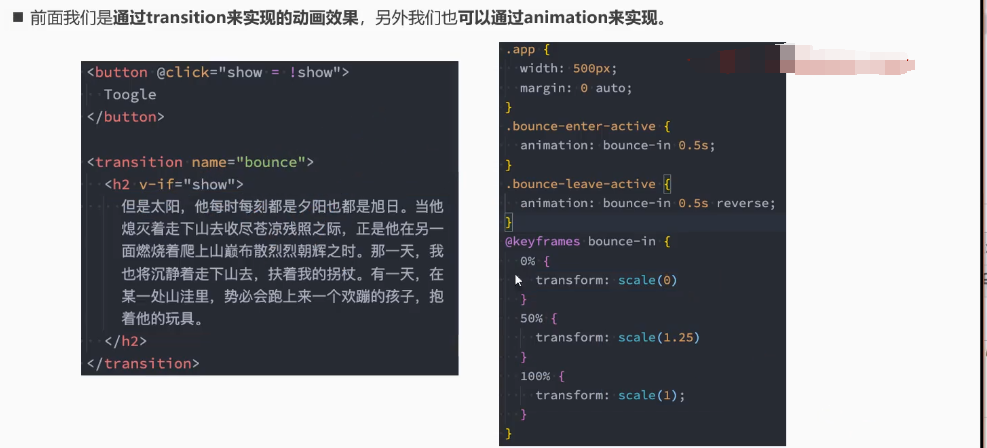 前面我们是通过transition来实现的动画效果，另外我们也可以通过animation来实现。
<button @click="show = !show">
Toogle
</button>
<transition name="bounce">
<h2 v-if="show">
但是太阳，他每时每刻都是夕阳也都是旭日。当他
熄灭着走下山去收尽苍凉残照之际，正是他在另一
面燃烧着爬上山巅布散烈烈朝辉之时。那一天，我
也将沉静着走下山去，扶着我的拐杖。有一天，在
某一处山洼里，势必会跑上来一个欢蹦的孩子，抱
着他的玩具。
</h2>
</transition>
.app {
width: 500px;
margin: 0 auto;
}
.bounce-enter-active {
animation: bounce-in 0.5s;
}
.bounce-leave-active {
animation: bounce-in 0.5s reverse;
}
@keyframes bounce-in {
0% {
transform: scale(0)
}
50% {
transform: scale(1.25)
}
100% {
transform: scale(1);
}
}